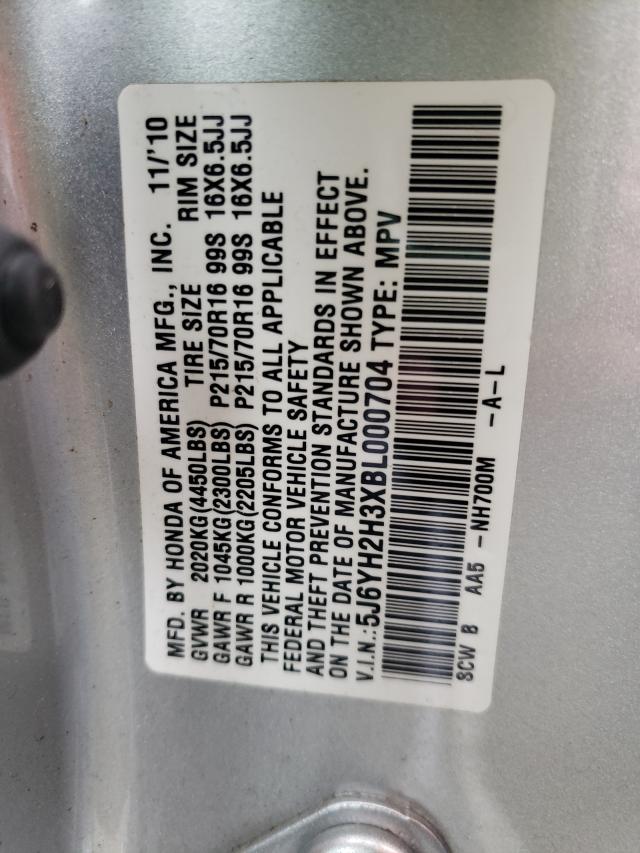 MFD. BY HONDA OF AMERICA MFG., INC. 11/'10
GVWR 2020KG(4450LBS) TIRE SIZE RIM SIZE
GAWR F 1045KG(2300LBS) P215/70R16 99S 16X6.5JJ
GAWR R 1000KG(2205LBS) P215/70R16 99S 16X6.5JJ
THIS VEHICLE CONFORMS TO ALL APPLICABLE
FEDERAL MOTOR VEHICLE SAFETY
AND THEFT PREVENTION STANDARDS IN EFFECT
ON THE DATE OF MANUFACTURE SHOWN ABOVE.
V.I.N.:5J6YH2H3XBL000704 TYPE: MPV
SCW B AA5 -NH700M -A-L